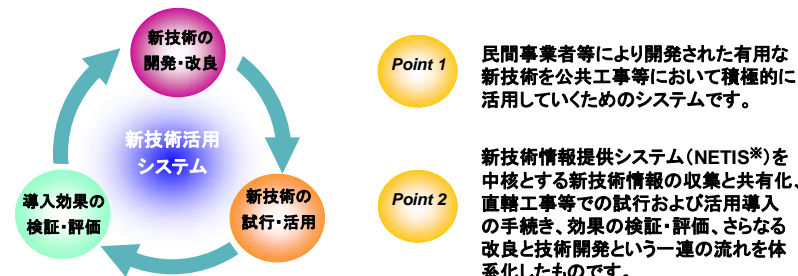 新技術の
開発・改良
新技術活用
システム
導入効果の
検証・評価
新技術の
試行・活用
Point 1
民間事業者等により開発された有用な
新技術を公共工事等において積極的に
活用していくためのシステムです。
Point 2
新技術情報提供システム（NETIS※）を
中核とする新技術情報の収集と共有化、
直轄工事等での試行および活用導入
の手続き、効果の検証・評価、さらなる
改良と技術開発という一連の流れを体
系化したものです。